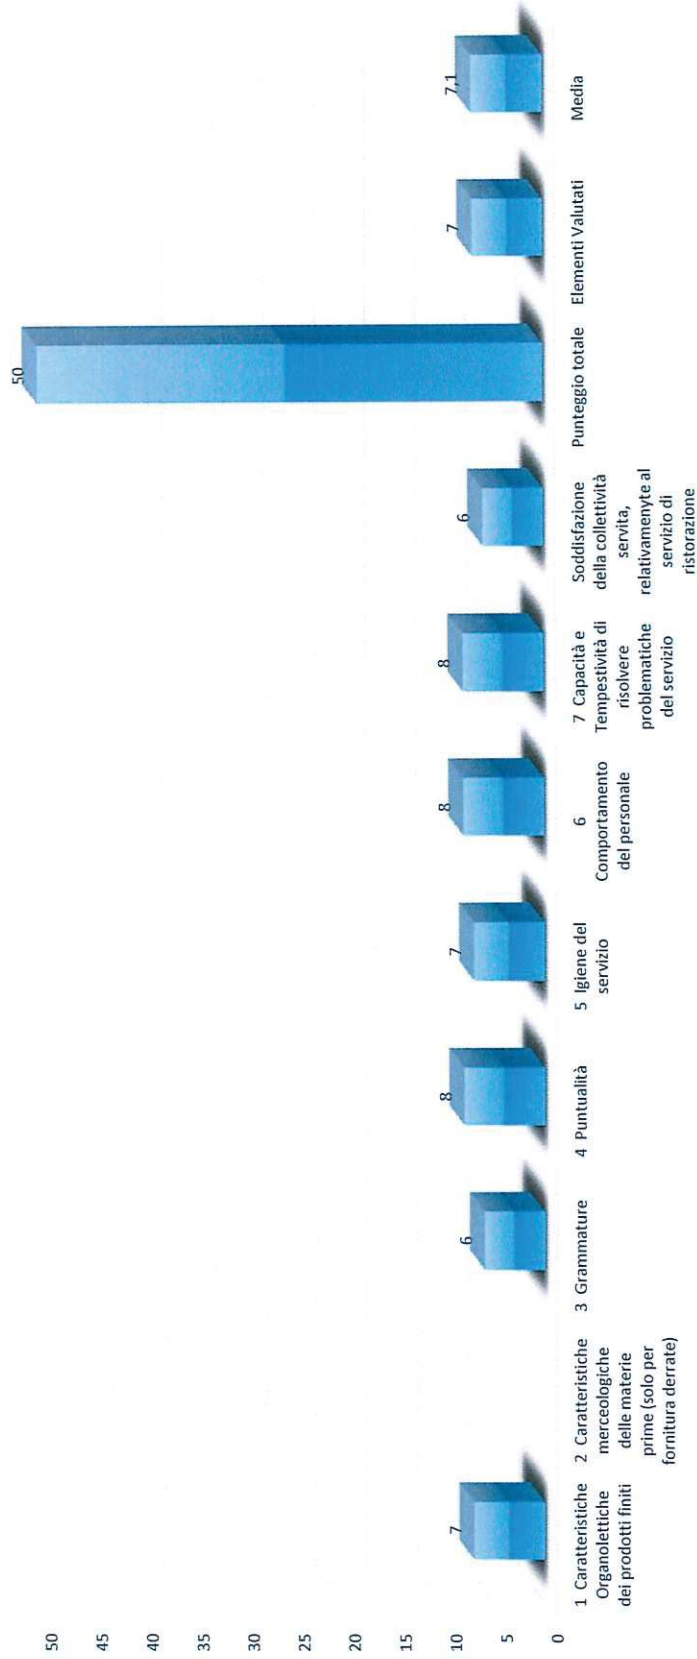 50
45
40
35
30
25
20
15
10
5
0
7
6
8
7
8
8
6
50
7
7,1
1 Caratteristiche
Organolettiche
dei prodotti finiti
2 Caratteristiche
merceologiche
delle materie
prime (solo per
fornitura derrate)
3 Grammature
4 Puntualità
5 Igiene del
servizio
6
Comportamento
del personale
7 Capacità e
Tempestività di
risolvere
problematiche
del servizio
Soddisfazione
della collettività
servita,
relativamenyte al
servizio di
ristorazione
Punteggio totale
Elementi Valutati
Media